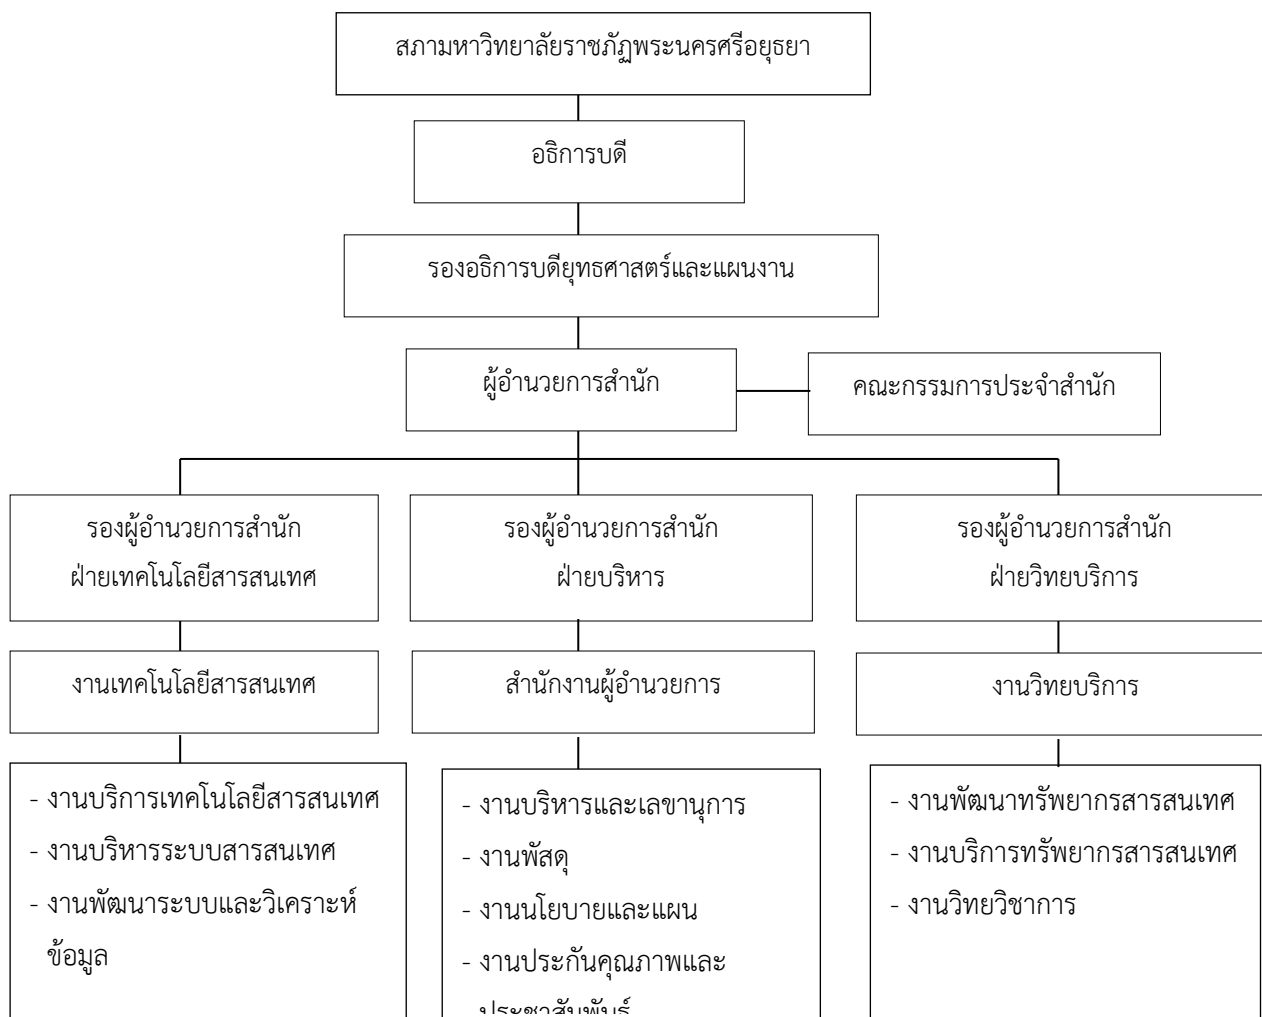 สภามหาวิทยาลัยราชภัฏพระนครศรีอยุธยา
อธิการบดี
รองอธิการบดียุทธศาสตร์และแผนงาน
ผู้อำนวยการสำนัก
คณะกรรมการประจำสำนัก
รองผู้อำนวยการสำนัก
ฝ่ายเทคโนโลยีสารสนเทศ
รองผู้อำนวยการสำนัก
ฝ่ายบริหาร
รองผู้อำนวยการสำนัก
ฝ่ายวิทยบริการ
งานเทคโนโลยีสารสนเทศ
สำนักงานผู้อำนวยการ
งานวิทยบริการ
- งานบริการเทคโนโลยีสารสนเทศ
- งานบริหารระบบสารสนเทศ
- งานพัฒนาระบบและวิเคราะห์
ข้อมูล
- งานบริหารและเลขานุการ
- งานพัสดุ
- งานนโยบายและแผน
- งานประกันคุณภาพและ
ประชาสัมพันธ์
- งานพัฒนาทรัพยากรสารสนเทศ
- งานบริการทรัพยากรสารสนเทศ
- งานวิทยวิชาการ